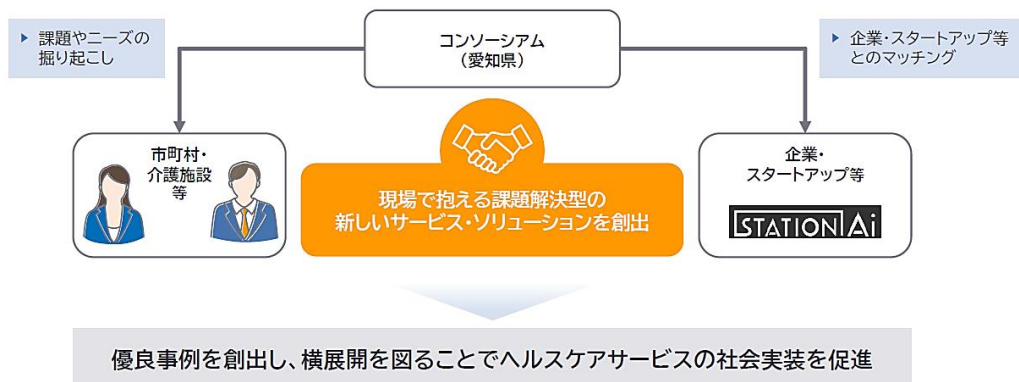 ▶ 課題やニーズの
掘り起こし
コンソーシアム
（愛知県）
▶ 企業・スタートアップ等
とのマッチング
市町村・
介護施設
等
現場で抱える課題解決型の
新しいサービス・ソリューションを創出
企業・
スタートアップ等
STATION Ai
優良事例を創出し、横展開を図ることでヘルスケアサービスの社会実装を促進